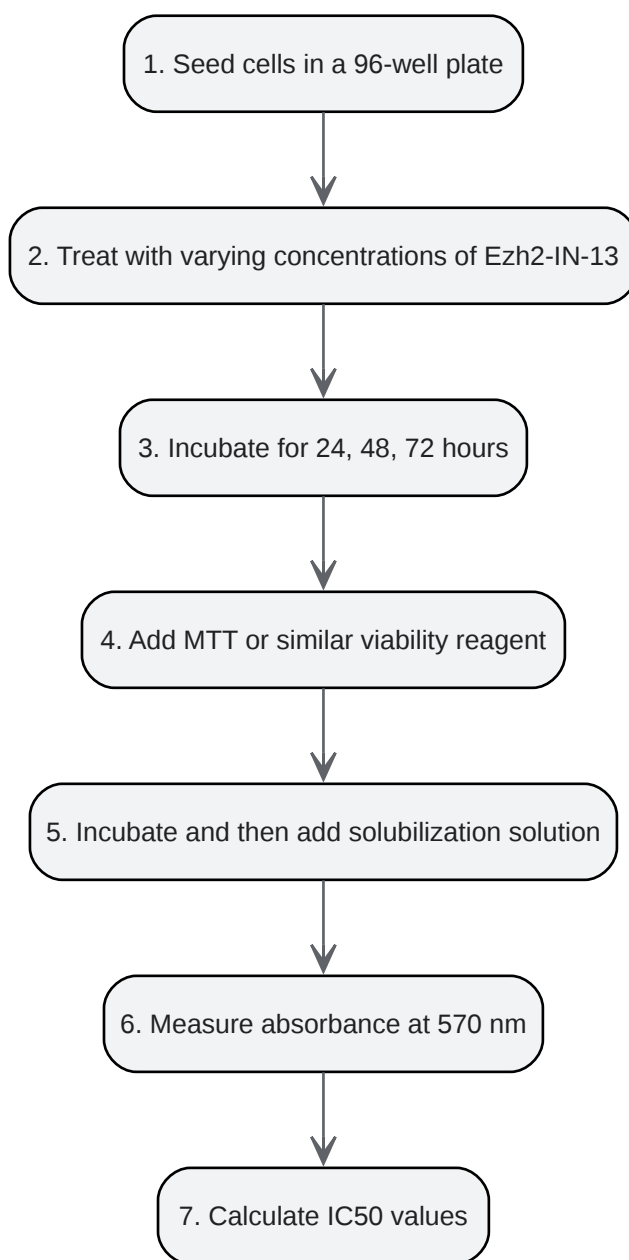 1. Seed cells in a 96-well plate
2. Treat with varying concentrations of Ezh2-IN-13
3. Incubate for 24, 48, 72 hours
4. Add MTT or similar viability reagent
5. Incubate and then add solubilization solution
6. Measure absorbance at 570 nm
7. Calculate IC50 values